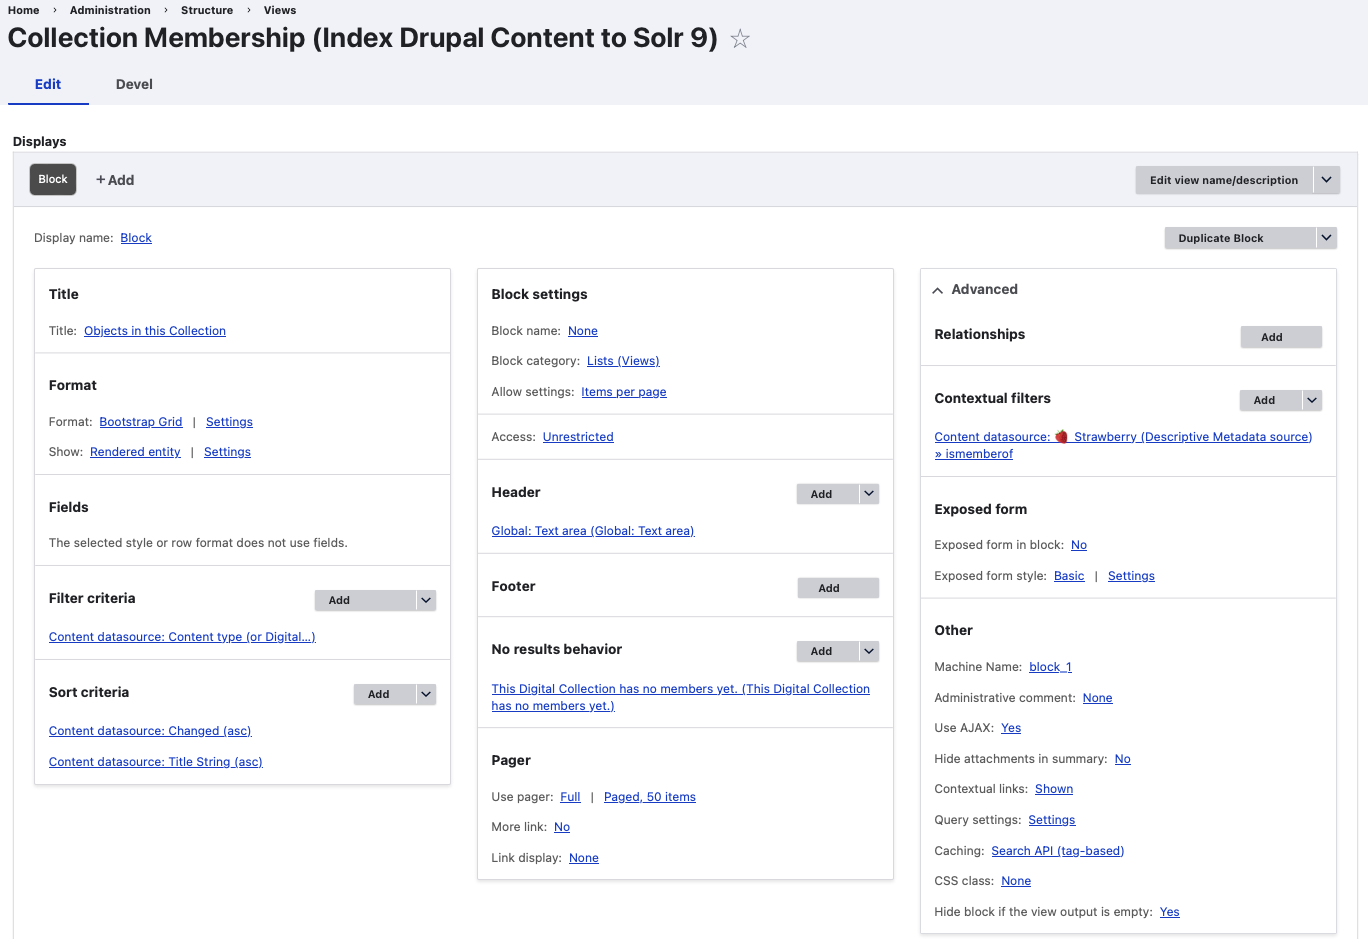 Home › Administration › Structure › Views
Collection Membership (Index Drupal Content to Solr 9) ☆
Edit Devel
Displays
Block + Add Edit view name/description
Display name: Block Duplicate Block
Title
Title: Objects in this Collection
Format
Format: Bootstrap Grid | Settings
Show: Rendered entity | Settings
Fields
The selected style or row format does not use fields.
Filter criteria Add
Content datasource: Content type (or Digital...)
Sort criteria Add
Content datasource: Changed (asc)
Content datasource: Title String (asc)
Block settings
Block name: None
Block category: Lists (Views)
Allow settings: Items per page
Access: Unrestricted
Header Add
Global: Text area (Global: Text area)
Footer Add
No results behavior Add
This Digital Collection has no members yet. (This Digital Collection
has no members yet.)
Pager
Use pager: Full | Paged, 50 items
More link: No
Link display: None
Advanced
Relationships Add
Contextual filters Add
Content datasource: 🍓 Strawberry (Descriptive Metadata source)
» ismemberof
Exposed form
Exposed form in block: No
Exposed form style: Basic | Settings
Other
Machine Name: block_1
Administrative comment: None
Use AJAX: Yes
Hide attachments in summary: No
Contextual links: Shown
Query settings: Settings
Caching: Search API (tag-based)
CSS class: None
Hide block if the view output is empty: Yes